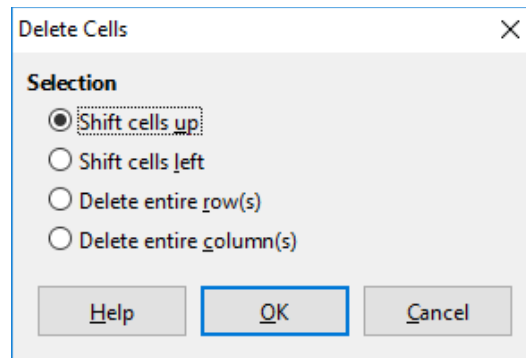 Delete Cells
Selection
Shift cells up
Shift cells left
Delete entire row(s)
Delete entire column(s)
Help OK Cancel